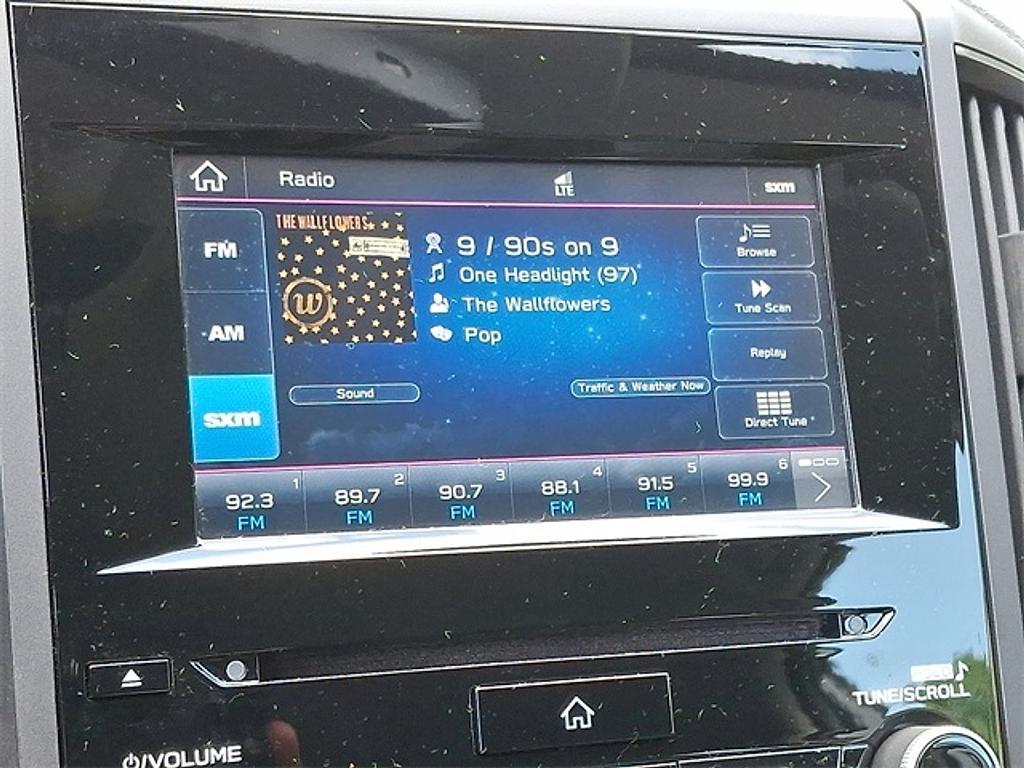 Radio
LTE
sxm
FM
THE WALLFLOWERS
9 / 90s on 9
One Headlight (97)
The Wallflowers
Pop
Browse
Tune Scan
AM
Replay
sxm
Sound
Traffic & Weather Now
Direct Tune
92.3 1
FM
89.7 2
FM
90.7 3
FM
88.1 4
FM
91.5 5
FM
99.9 6
FM
W
TUNE/SCROLL
/VOLUME